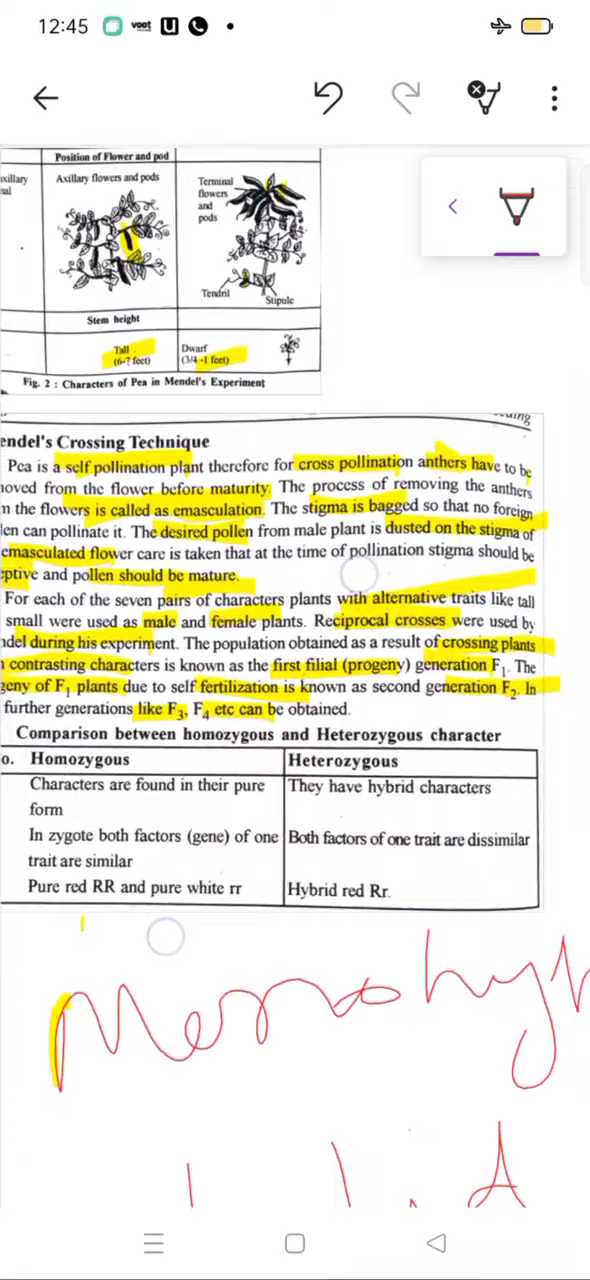 12:45 voot U
Position of Flower and pod
xillary Axillary flowers and pods
nal
Terminal
flowers
and
pods
Tendril
Stipule
Stem height
Tall
(6-7 feet)
Dwarf
(3/4 -1 feet)
Fig. 2 : Characters of Pea in Mendel's Experiment
endel's Crossing Technique
Pea is a self pollination plant therefore for cross pollination anthers have to be
noved from the flower before maturity. The process of removing the anthers
n the flowers is called as emasculation. The stigma is bagged so that no foreign
len can pollinate it. The desired pollen from male plant is dusted on the stigma of
emasculated flower care is taken that at the time of pollination stigma should be
eptive and pollen should be mature.
For each of the seven pairs of characters plants with alternative traits like tall
small were used as male and female plants. Reciprocal crosses were used by
ndel during his experiment. The population obtained as a result of crossing plants
contrasting characters is known as the first filial (progeny) generation F₁. The
geny of F₁ plants due to self fertilization is known as second generation F₂. In
further generations like F₃, F₄ etc can be obtained.
Comparison between homozygous and Heterozygous character
o. Homozygous Heterozygous
Characters are found in their pure They have hybrid characters
form
In zygote both factors (gene) of one Both factors of one trait are dissimilar
trait are similar
Pure red RR and pure white rr Hybrid red Rr.